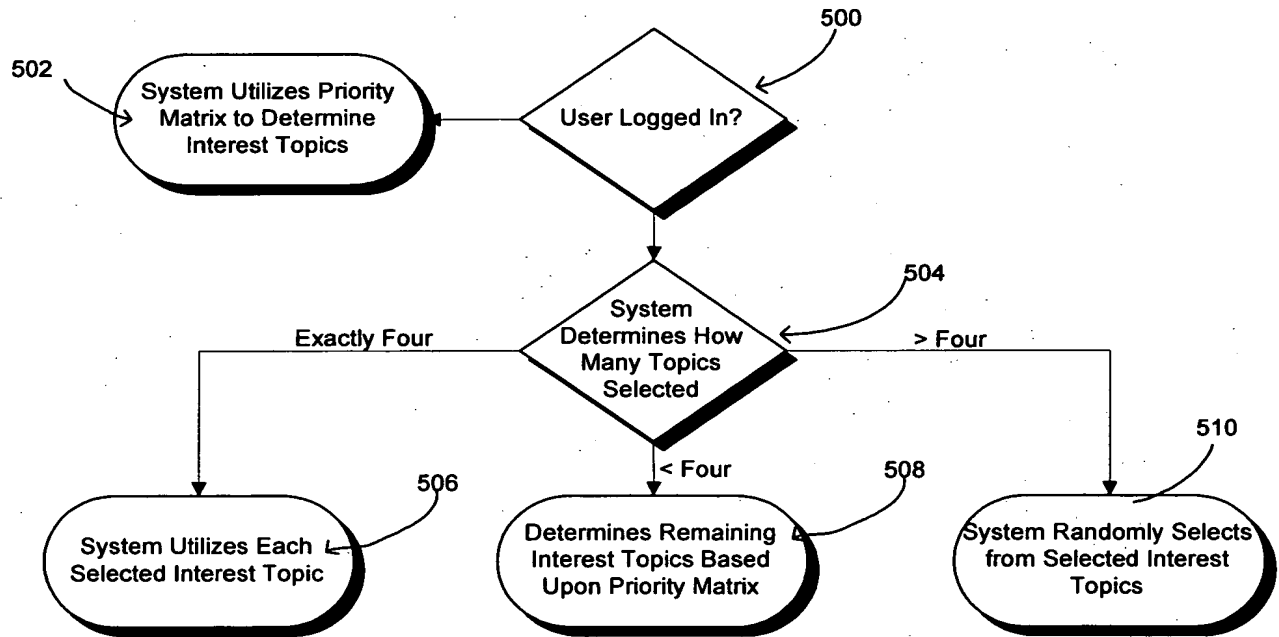 500
502
System Utilizes Priority
Matrix to Determine
Interest Topics
User Logged In?
504
System
Determines How
Many Topics
Selected
Exactly Four
> Four
< Four
506
System Utilizes Each
Selected Interest Topic
508
Determines Remaining
Interest Topics Based
Upon Priority Matrix
510
System Randomly Selects
from Selected Interest
Topics